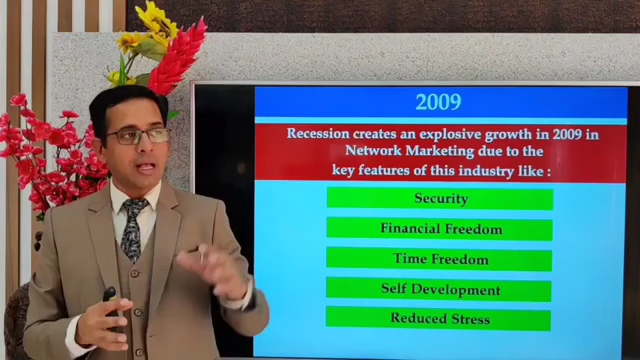 2009
Recession creates an explosive growth in 2009 in
Network Marketing due to the
key features of this industry like :
Security
Financial Freedom
Time Freedom
Self Development
Reduced Stress